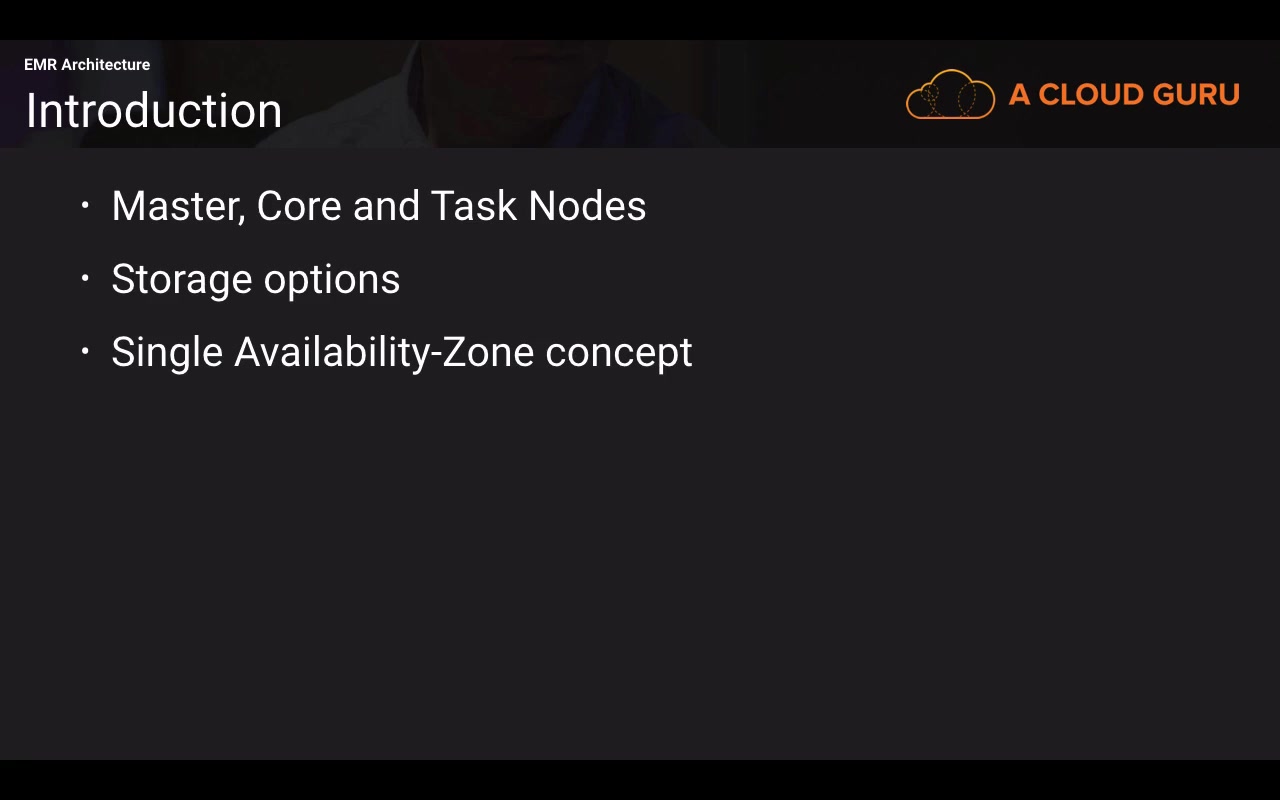 EMR Architecture
Introduction
A CLOUD GURU
• Master, Core and Task Nodes
• Storage options
• Single Availability-Zone concept